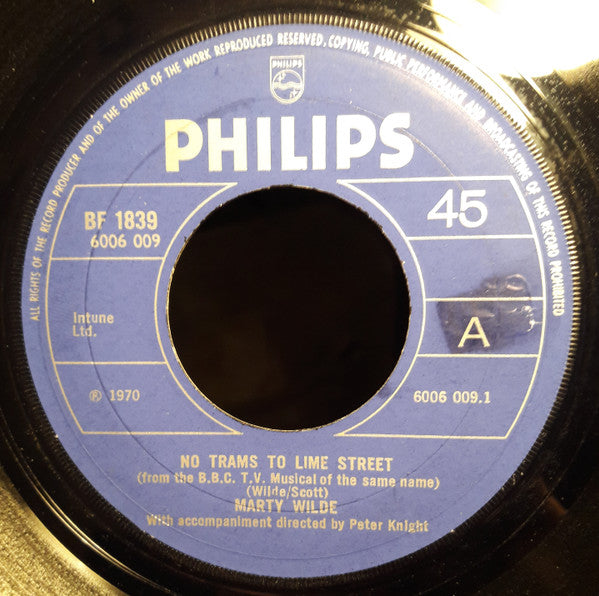 ALL RIGHTS OF THE RECORD PRODUCER AND OF THE OWNER OF THE WORK REPRODUCED RESERVED. COPYING, PUBLIC PERFORMANCE AND BROADCASTING OF THIS RECORD PROHIBITED
PHILIPS
PHILIPS
BF 1839
6006 009
45
Intune
Ltd.
A
℗ 1970
6006 009.1
NO TRAMS TO LIME STREET
(from the B.B.C. T.V. Musical of the same name)
(Wilde/Scott)
MARTY WILDE
With accompaniment directed by Peter Knight